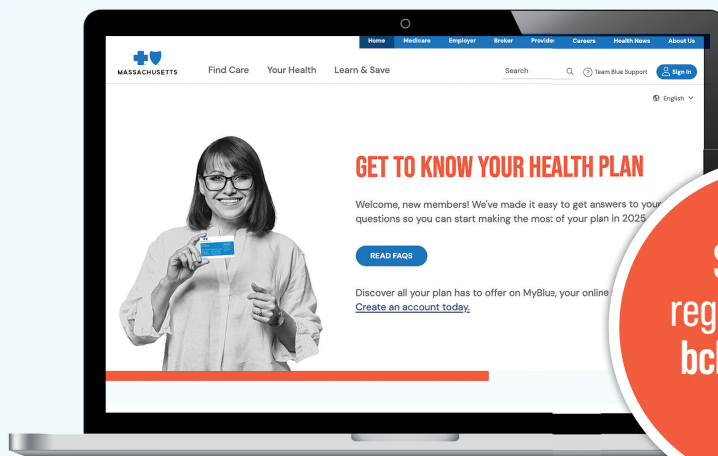 Home Medicare Employer Broker Provider Careers Health News About Us
MASSACHUSETTS Find Care Your Health Learn & Save Search Team Blue Support Sign In
English
GET TO KNOW YOUR HEALTH PLAN
Welcome, new members! We've made it easy to get answers to your
questions so you can start making the most of your plan in 2025
READ FAQS
Discover all your plan has to offer on MyBlue, your online
Create an account today.